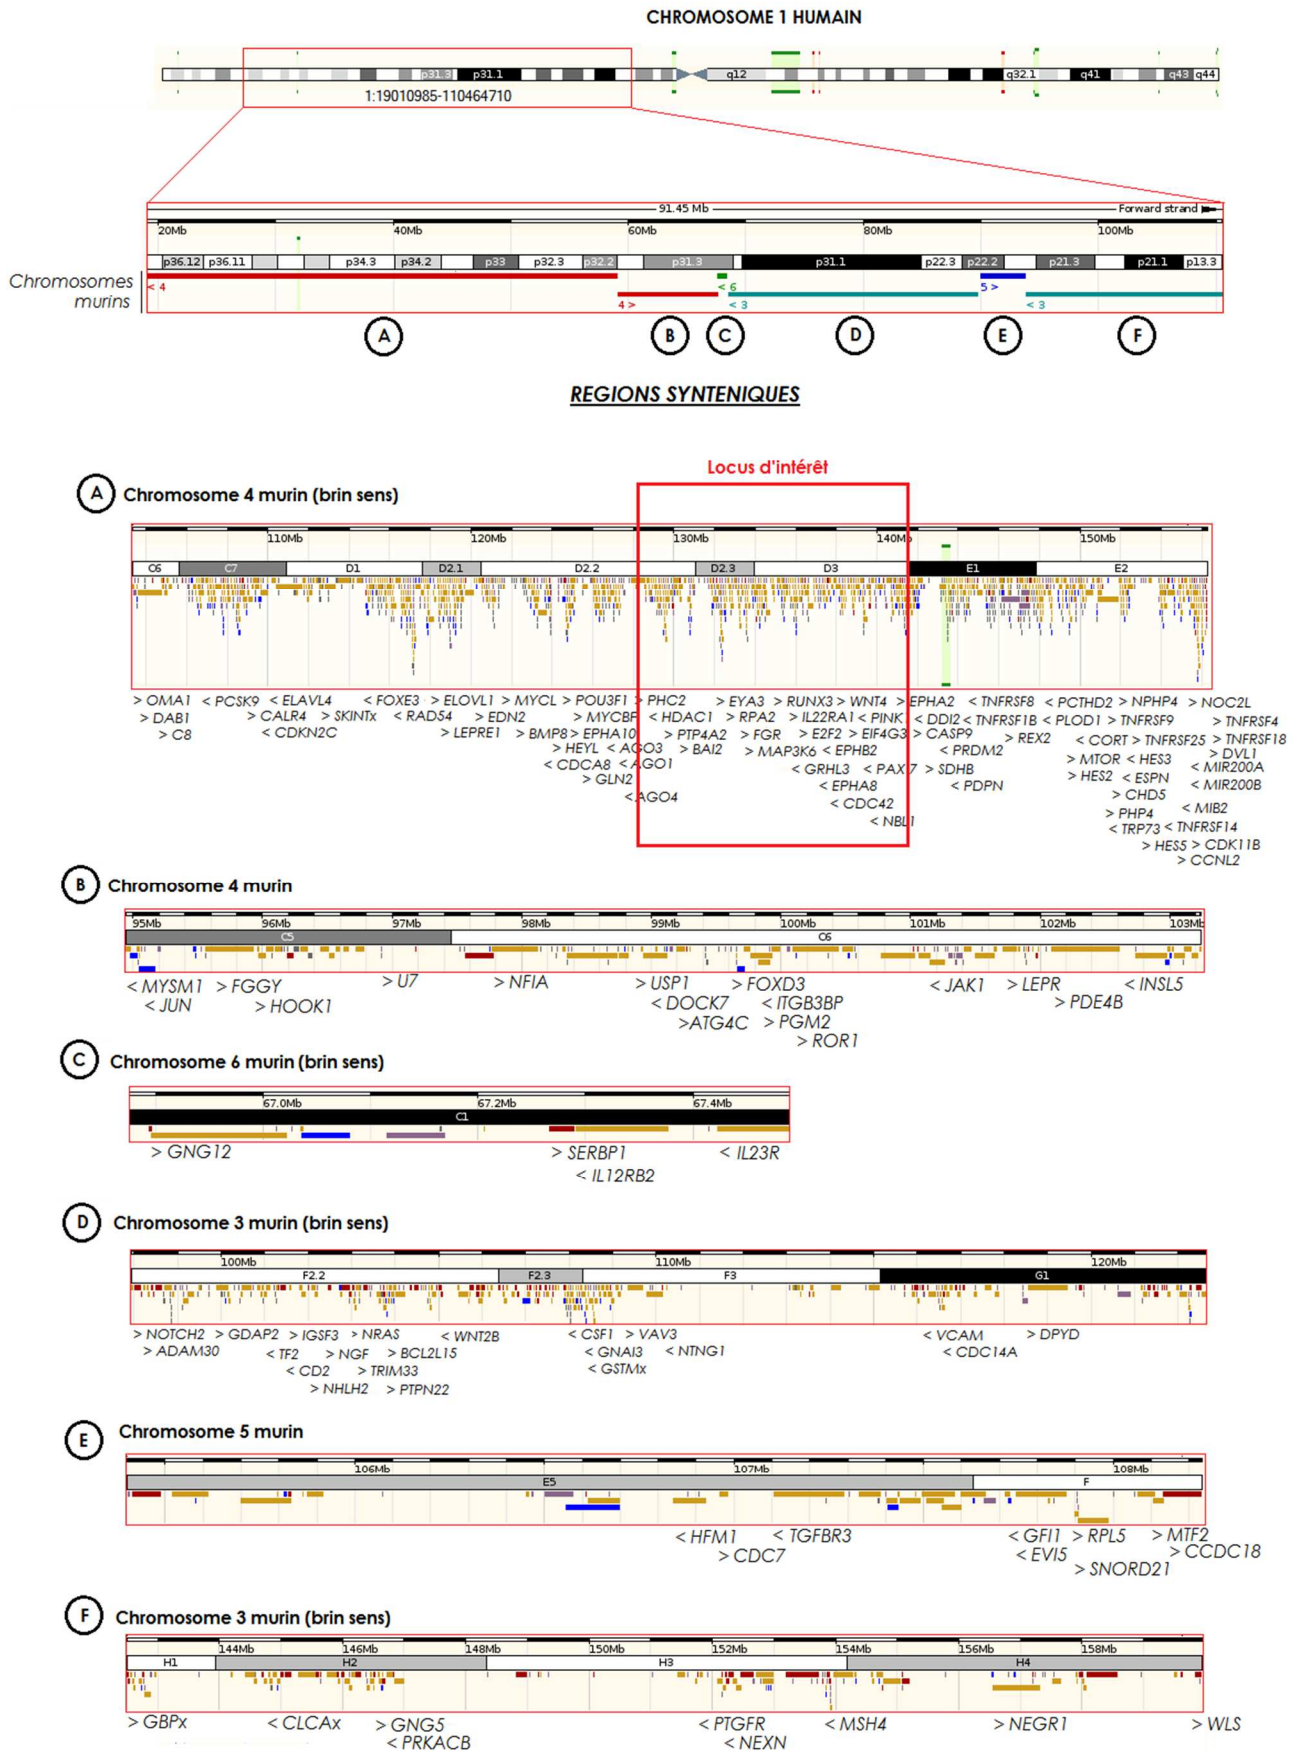 CHROMOSOME 1 HUMAIN
p31.3 p31.1 q12 q32.1 q41 q43 q44
1:19010985-110464710
91.45 Mb Forward strand
20Mb 40Mb 60Mb 80Mb 100Mb
p36.12 p36.11 p34.3 p34.2 p33 p32.3 p32.2 p31.3 p31.1 p22.3 p22.2 p21.3 p21.1 p13.3
Chromosomes murins
< 4 4 > < 6 < 3 5 > < 3
A B C D E F
REGIONS SYNTENIQUES
Locus d'intérêt
A Chromosome 4 murin (brin sens)
110Mb 120Mb 130Mb 140Mb 150Mb
C6 C7 D1 D2.1 D2.2 D2.3 D3 E1 E2
> OMA1 < PCSK9 > ELAVL4 < FOXE3 > ELOVL1 > MYCL > POU3F1 > PHC2 > EYA3 > RUNX3 > WNT4 > EPHA2 < TNFRSF8 < PCTHD2 > NPHP4 > NOC2L
> DAB1 > CALR4 > SKINTx < RAD54 > EDN2 > MYCBP < HDAC1 > RPA2 > IL22RA1 > PINK1 < DDI2 < TNFRSF1B < PLOD1 > TNFRSF9 > TNFRSF4
> C8 < CDKN2C > LEPRE1 > BMP8 > EPHA10 > PTP4A2 > FGR > E2F2 > EIF4G3 > CASP9 > REX2 < CORT > TNFRSF25 > TNFRSF18
> HEYL < AGO3 > BAI2 > MAP3K6 < EPHB2 > PRDM2 > MTOR < HES3 > DVL1
< CDCA8 < AGO1 < GRHL3 < PAX7 > SDHB > HES2 < ESPN < MIR200A
> GLN2 < EPHA8 < PDPN > CHD5 < MIR200B
< AGO4 < CDC42 > PHP4 < MIB2
< NBL1 < TRP73 < TNFRSF14
> HES5 > CDK11B
> CCNL2
B Chromosome 4 murin
95Mb 96Mb 97Mb 98Mb 99Mb 100Mb 101Mb 102Mb 103Mb
C5 C6
< MYSM1 > FGGY > U7 > NFIA > USP1 > FOXD3 < JAK1 > LEPR < INSL5
< JUN > HOOK1 < DOCK7 < ITGB3BP > PDE4B
>ATG4C > PGM2
> ROR1
C Chromosome 6 murin (brin sens)
67.0Mb 67.2Mb 67.4Mb
C1
> GNG12 > SERBP1 < IL23R
< IL12RB2
D Chromosome 3 murin (brin sens)
100Mb 110Mb 120Mb
F2.2 F2.3 F3 G1
> NOTCH2 > GDAP2 > IGSF3 > NRAS < WNT2B < CSF1 > VAV3 < VCAM > DPYD
> ADAM30 < TF2 > NGF > BCL2L15 < GNAI3 < NTNG1 < CDC14A
< CD2 > TRIM33 < GSTMx
> NHLH2 > PTPN22
E Chromosome 5 murin
106Mb 107Mb 108Mb
E5 F
< HFM1 < TGFBR3 < GFI1 > RPL5 > MTF2
> CDC7 < EVI5 > CCDC18
> SNORD21
F Chromosome 3 murin (brin sens)
144Mb 146Mb 148Mb 150Mb 152Mb 154Mb 156Mb 158Mb
H1 H2 H3 H4
> GBPx < CLCAx > GNG5 < PTGFR < MSH4 > NEGR1 > WLS
< PRKACB < NEXN